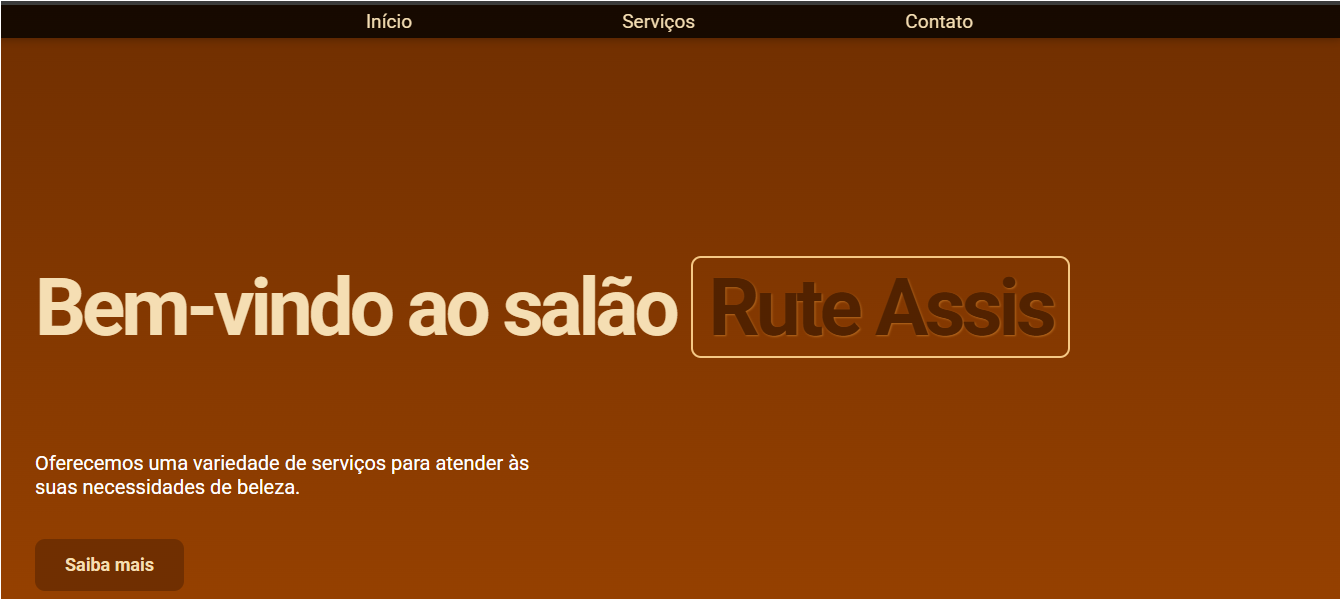 Início Serviços Contato
Bem-vindo ao salão Rute Assis
Oferecemos uma variedade de serviços para atender às
suas necessidades de beleza.
Saiba mais